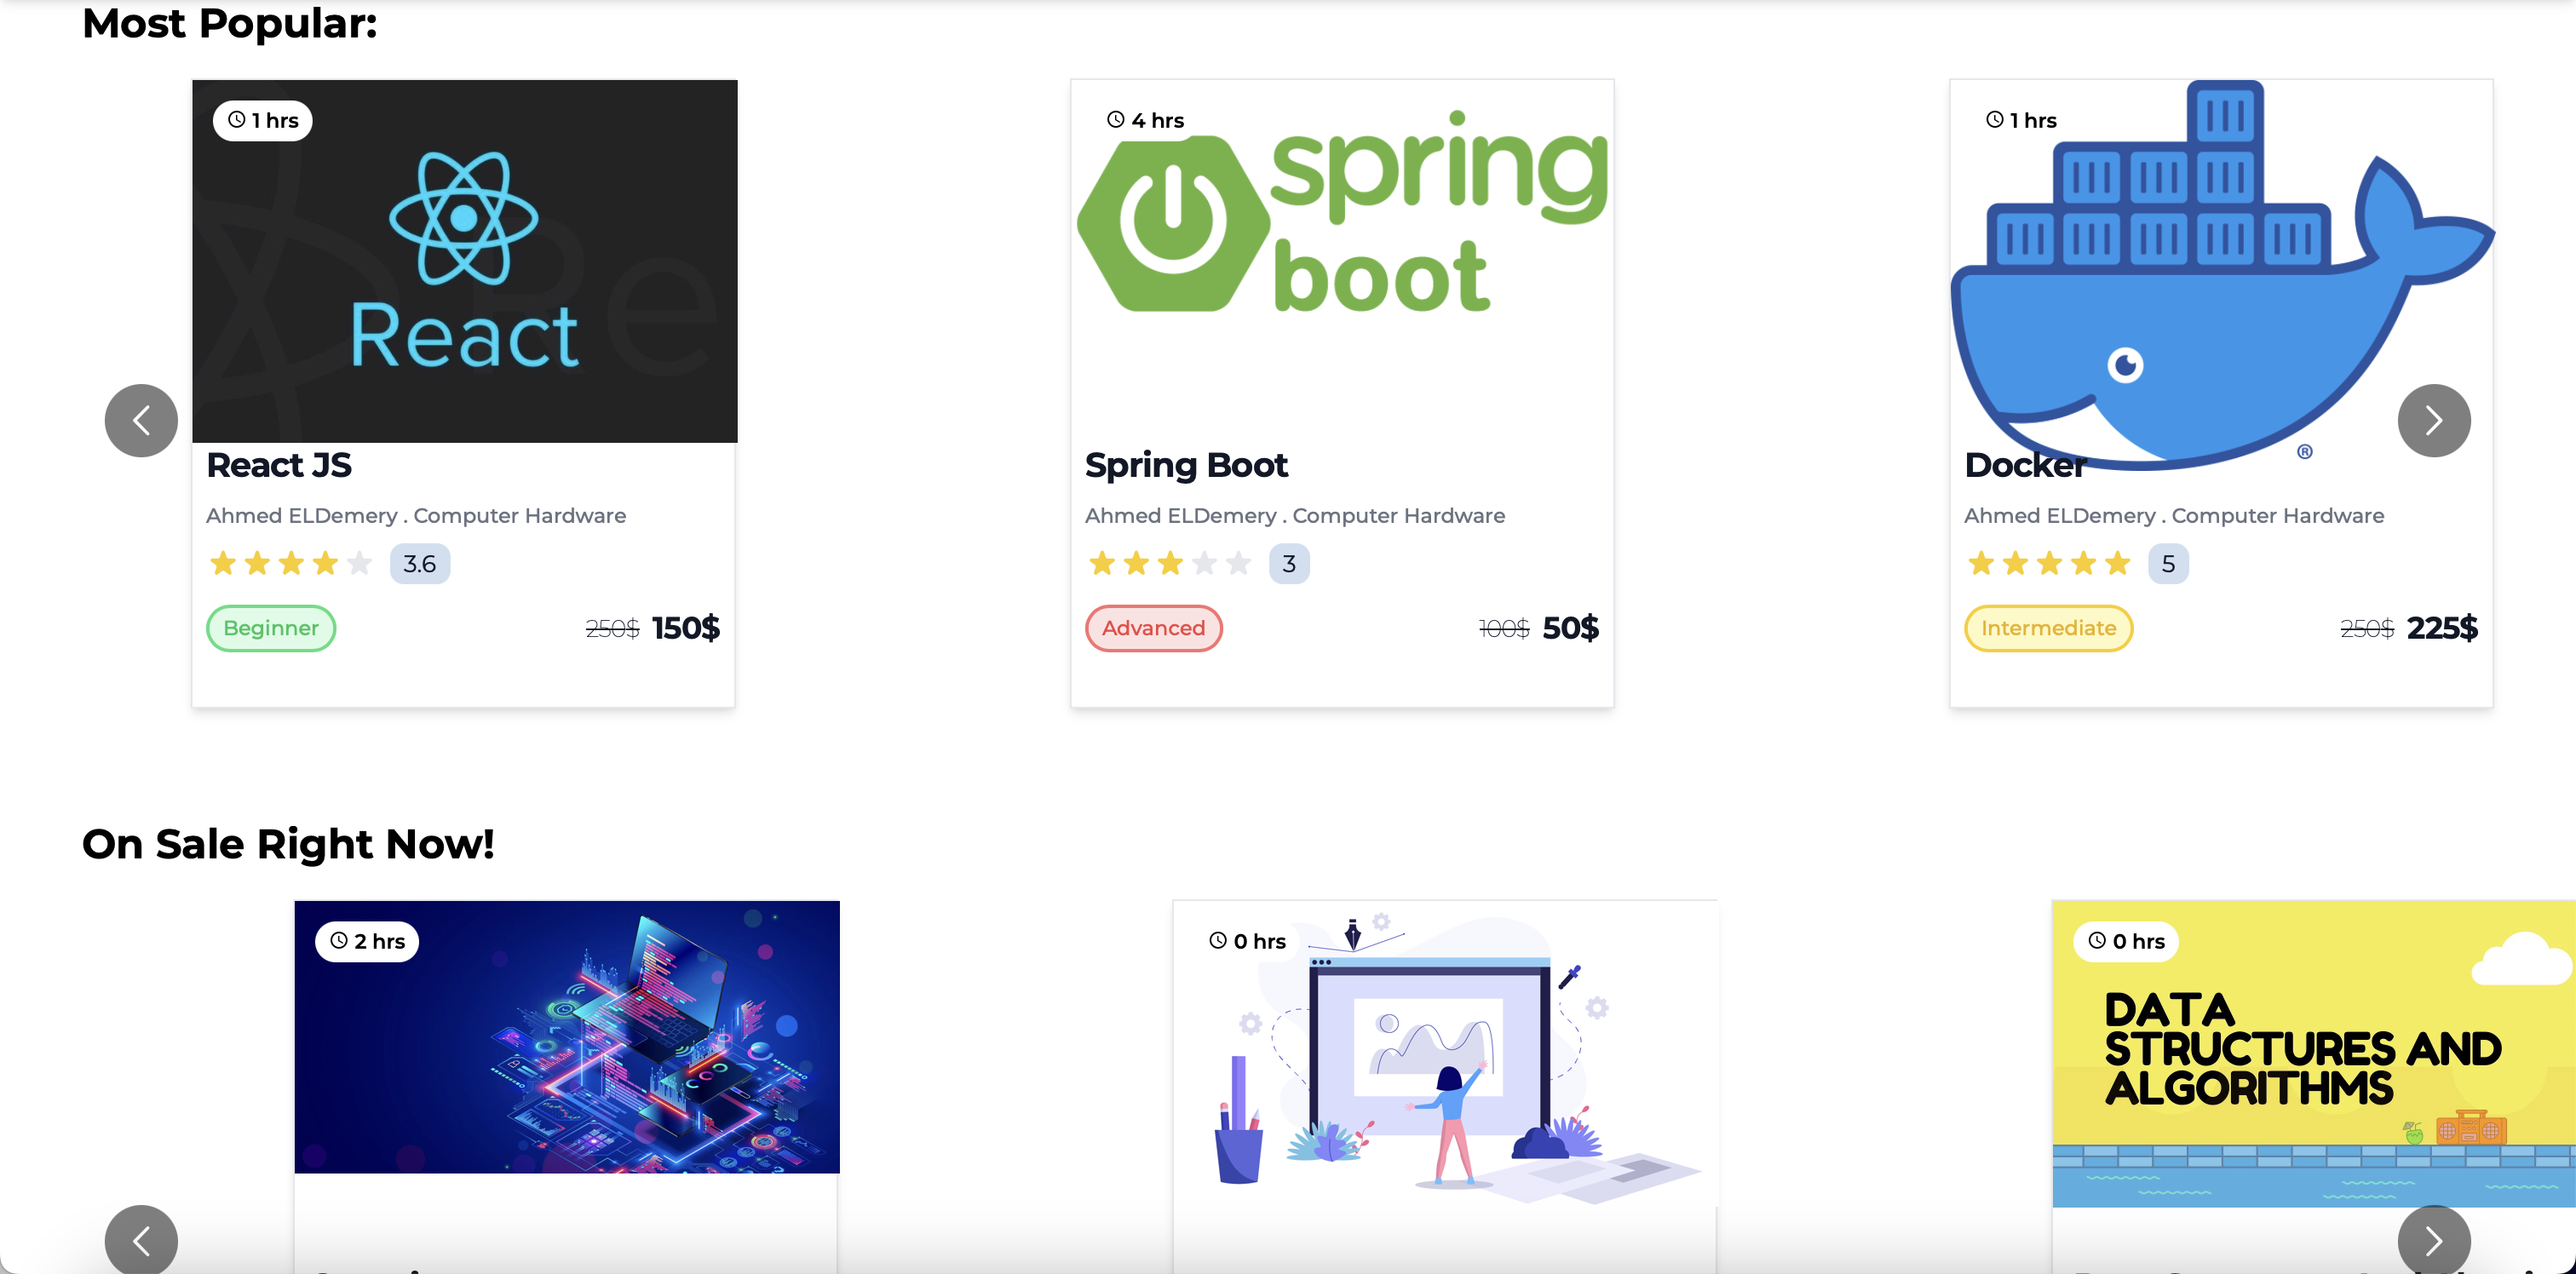 Most Popular:
1 hrs
React
React JS
Ahmed ELDemery . Computer Hardware
3.6
Beginner
250$ 150$
4 hrs
spring
boot
Spring Boot
Ahmed ELDemery . Computer Hardware
3
Advanced
100$ 50$
1 hrs
®
Docker
Ahmed ELDemery . Computer Hardware
5
Intermediate
250$ 225$
On Sale Right Now!
2 hrs
0 hrs
0 hrs
DATA
STRUCTURES AND
ALGORITHMS